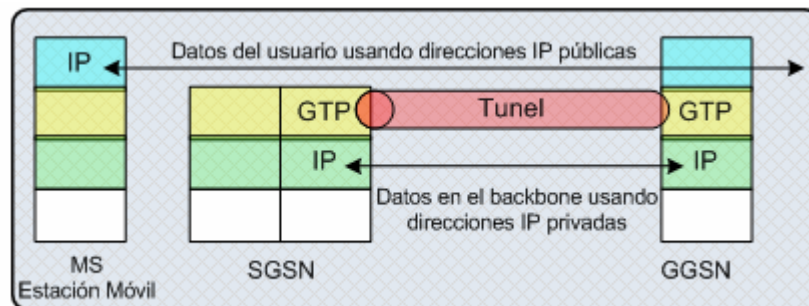 IP
Datos del usuario usando direcciones IP públicas
GTP
Tunel
GTP
IP
IP
Datos en el backbone usando
direcciones IP privadas
MS
Estación Móvil
SGSN
GGSN